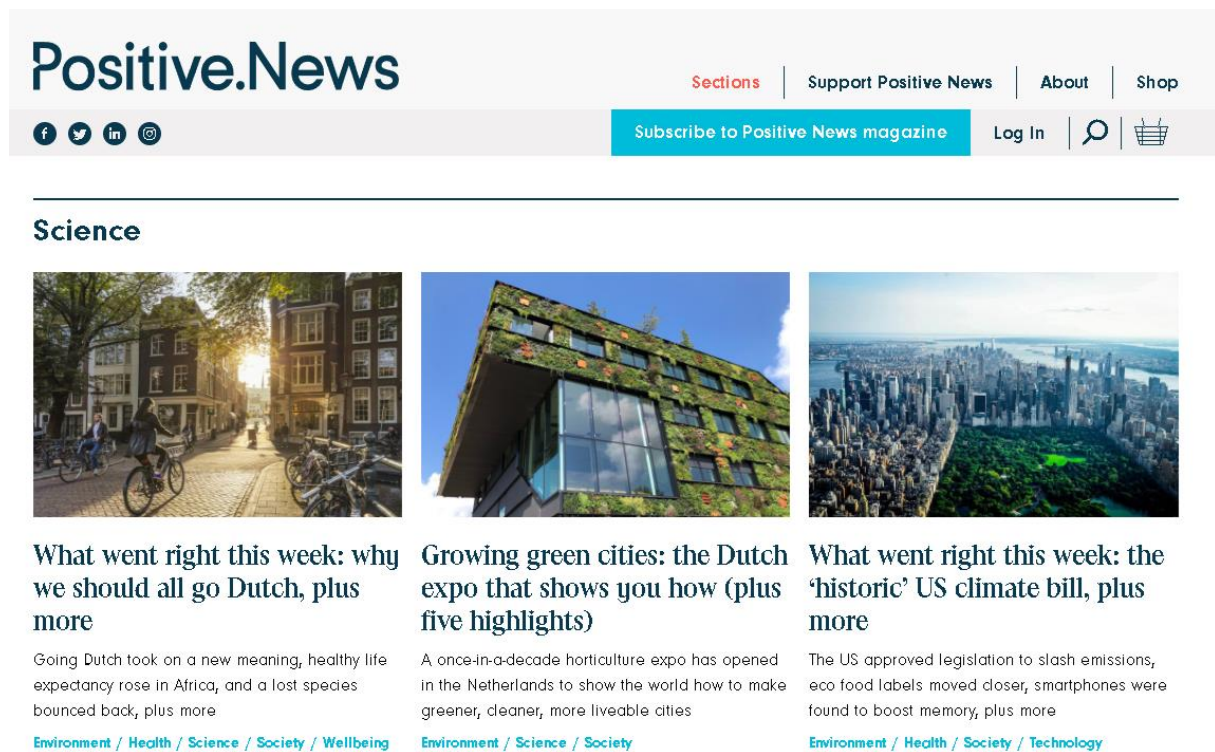 Positive.News
Sections
Support Positive News
About
Shop
Subscribe to Positive News magazine
Log In
Science
What went right this week: why
we should all go Dutch, plus
more
Going Dutch took on a new meaning, healthy life
expectancy rose in Africa, and a lost species
bounced back, plus more
Environment / Health / Science / Society / Wellbeing
Growing green cities: the Dutch
expo that shows you how (plus
five highlights)
A once-in-a-decade horticulture expo has opened
in the Netherlands to show the world how to make
greener, cleaner, more liveable cities
Environment / Science / Society
What went right this week: the
‘historic’ US climate bill, plus
more
The US approved legislation to slash emissions,
eco food labels moved closer, smartphones were
found to boost memory, plus more
Environment / Health / Society / Technology